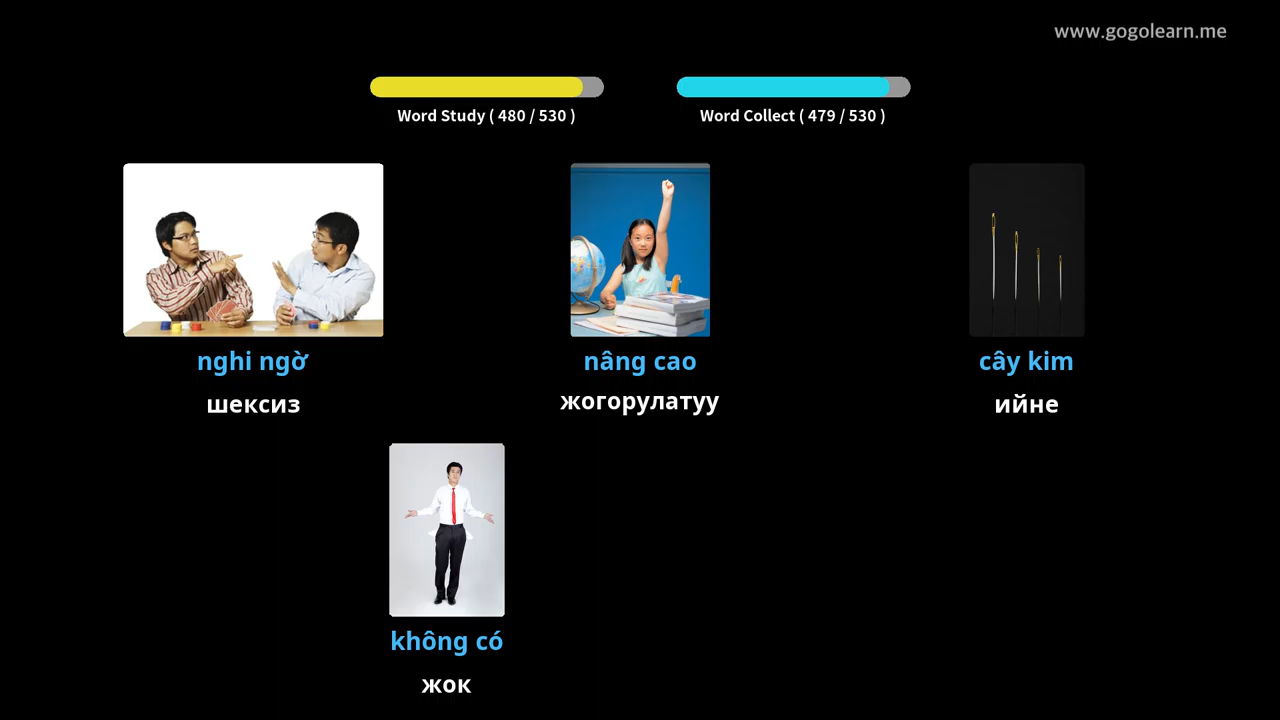 www.gogolearn.me
Word Study ( 480 / 530 )
Word Collect ( 479 / 530 )
nghi ngờ
шексиз
nâng cao
жогорулатуу
cây kim
ийне
không có
жок